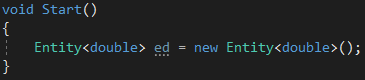 void Start()
{
    Entity<double> ed = new Entity<double>();
}